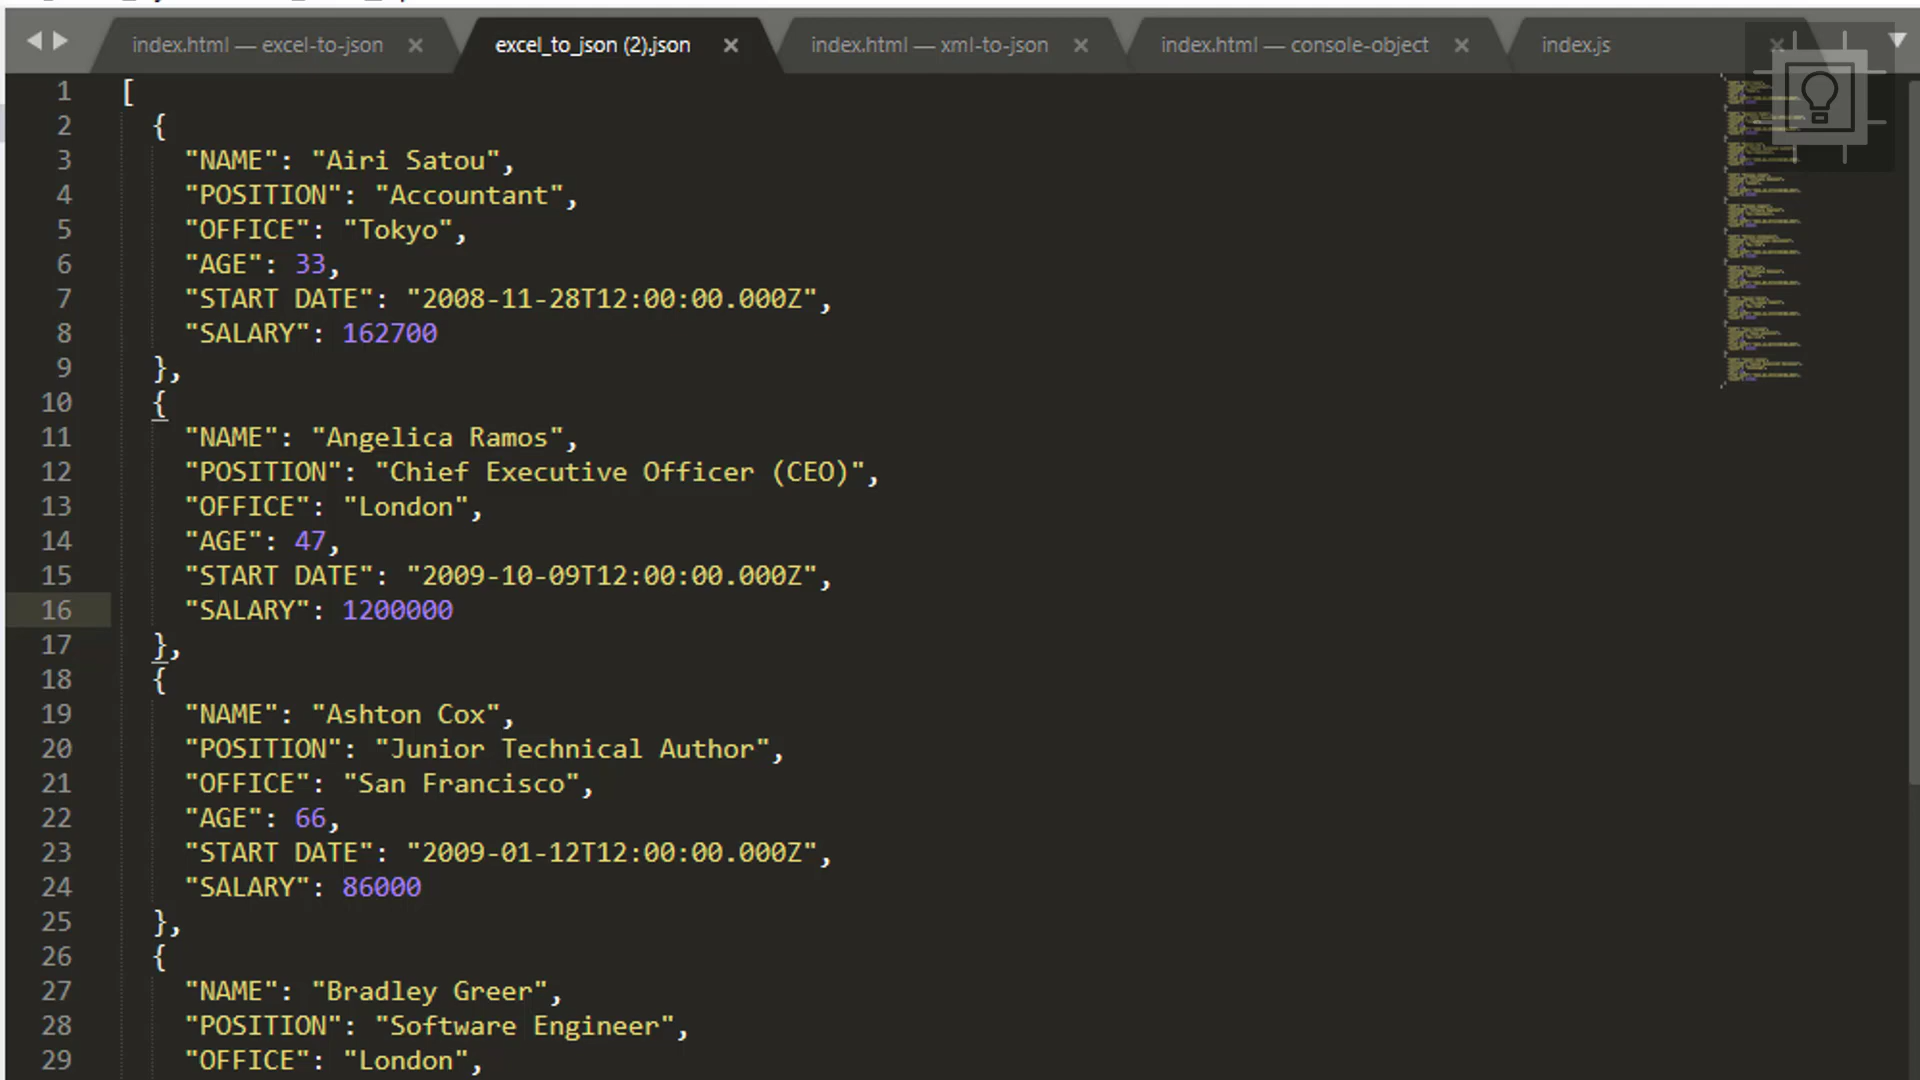 index.html — excel-to-json
excel_to_json (2).json
index.html — xml-to-json
index.html — console-object
index.js
1 [
2 {
3 "NAME": "Airi Satou",
4 "POSITION": "Accountant",
5 "OFFICE": "Tokyo",
6 "AGE": 33,
7 "START DATE": "2008-11-28T12:00:00.000Z",
8 "SALARY": 162700
9 },
10 {
11 "NAME": "Angelica Ramos",
12 "POSITION": "Chief Executive Officer (CEO)",
13 "OFFICE": "London",
14 "AGE": 47,
15 "START DATE": "2009-10-09T12:00:00.000Z",
16 "SALARY": 1200000
17 },
18 {
19 "NAME": "Ashton Cox",
20 "POSITION": "Junior Technical Author",
21 "OFFICE": "San Francisco",
22 "AGE": 66,
23 "START DATE": "2009-01-12T12:00:00.000Z",
24 "SALARY": 86000
25 },
26 {
27 "NAME": "Bradley Greer",
28 "POSITION": "Software Engineer",
29 "OFFICE": "London",